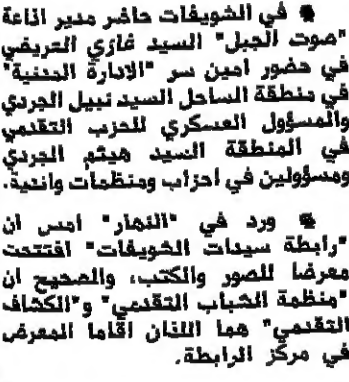 ● في الشويفات حاضر مدير اذاعة
"صوت الجبل" السيد غازي العريضي
في حضور امين سر "الادارة المدنية"
في منطقة الساحل السيد نبيل الجردي
والمسؤول العسكري للحزب التقدمي
في المنطقة السيد هيثم الجردي
ومسؤولين في احزاب ومنظمات واندية.
● ورد في "النهار" امس ان
"رابطة سيدات الشويفات" افتتحت
معرضا للصور والكتب، والصحيح ان
"منظمة الشباب التقدمي" و"الكشاف
التقدمي" هما اللذان اقاما المعرض
في مركز الرابطة.